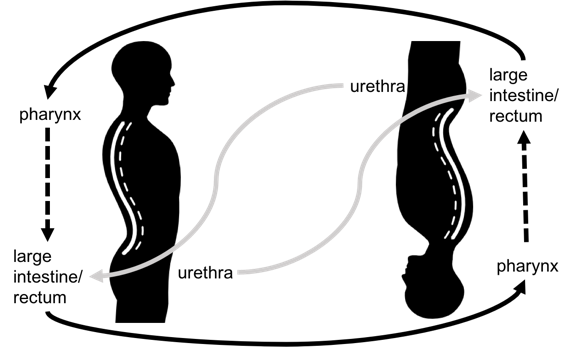 pharynx
large
intestine/
rectum
urethra
urethra
large
intestine/
rectum
pharynx